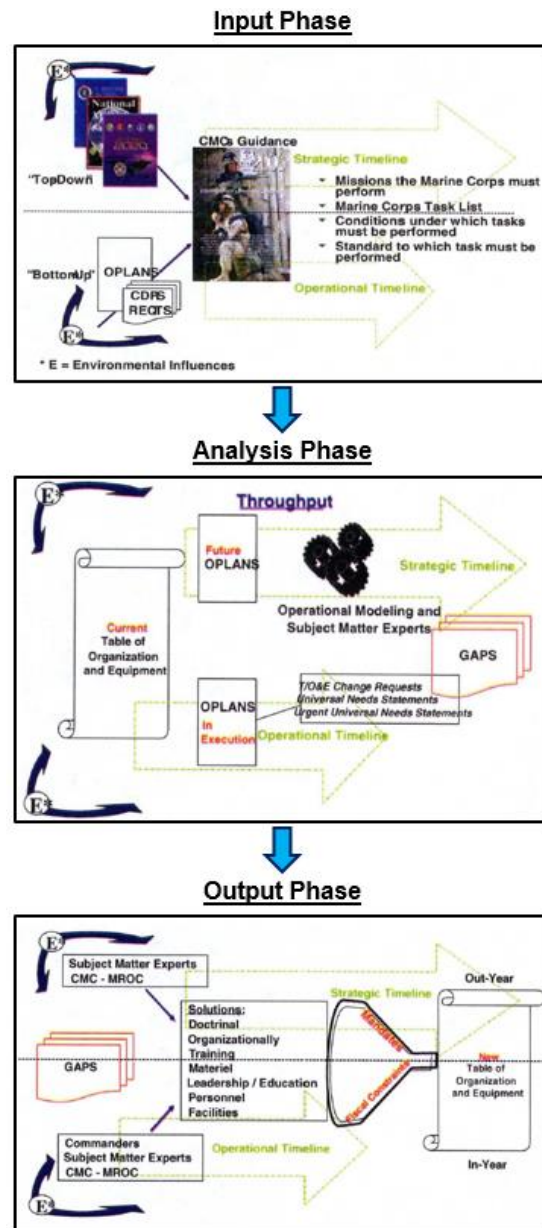 Input Phase
E*
National
CMCs Guidance
Strategic Timeline
"TopDown"
Missions the Marine Corps must
perform
Marine Corps Task List
Conditions under which tasks
must be performed
Standard to which task must be
performed
"BottomUp"
OPLANS
CDRS
REQTS
Operational Timeline
E*
* E = Environmental Influences
Analysis Phase
E*
Throughput
Future
OPLANS
Strategic Timeline
Operational Modeling and
Subject Matter Experts
Current
Table of
Organization
and Equipment
GAPS
OPLANS
In
Execution
T/O&E Change Requests
Universal Needs Statements
Urgent Universal Needs Statements
Operational Timeline
E*
Output Phase
E*
Subject Matter Experts
CMC - MROC
Strategic Timeline
Out-Year
Solutions:
Doctrinal
Organizationally
Training
Materiel
Leadership / Education
Personnel
Facilities
Mandates
Fiscal Constraints
GAPS
New
Table of
Organization
and Equipment
Commanders
Subject Matter Experts
CMC - MROC
Operational Timeline
In-Year
E*